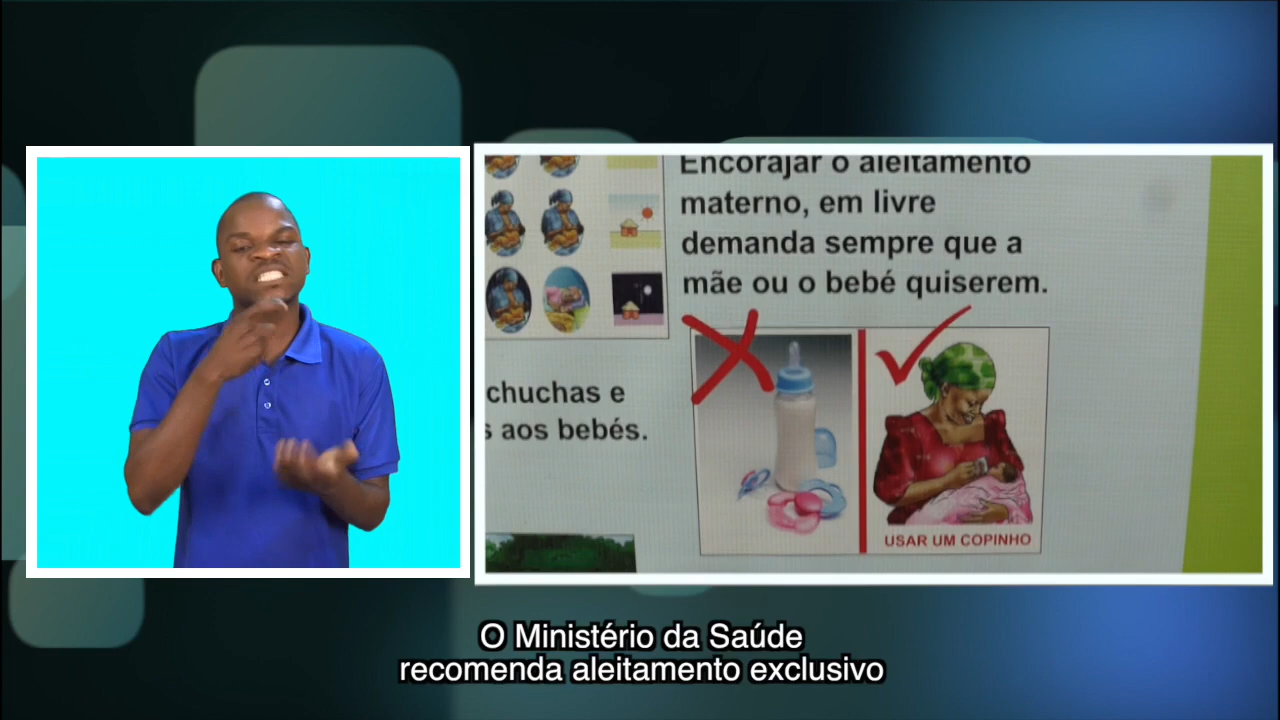 Encorajar o aleitamento
materno, em livre
demanda sempre que a
mãe ou o bebé quiserem.
chuchas e
s aos bebés.
USAR UM COPINHO
O Ministério da Saúde
recomenda aleitamento exclusivo